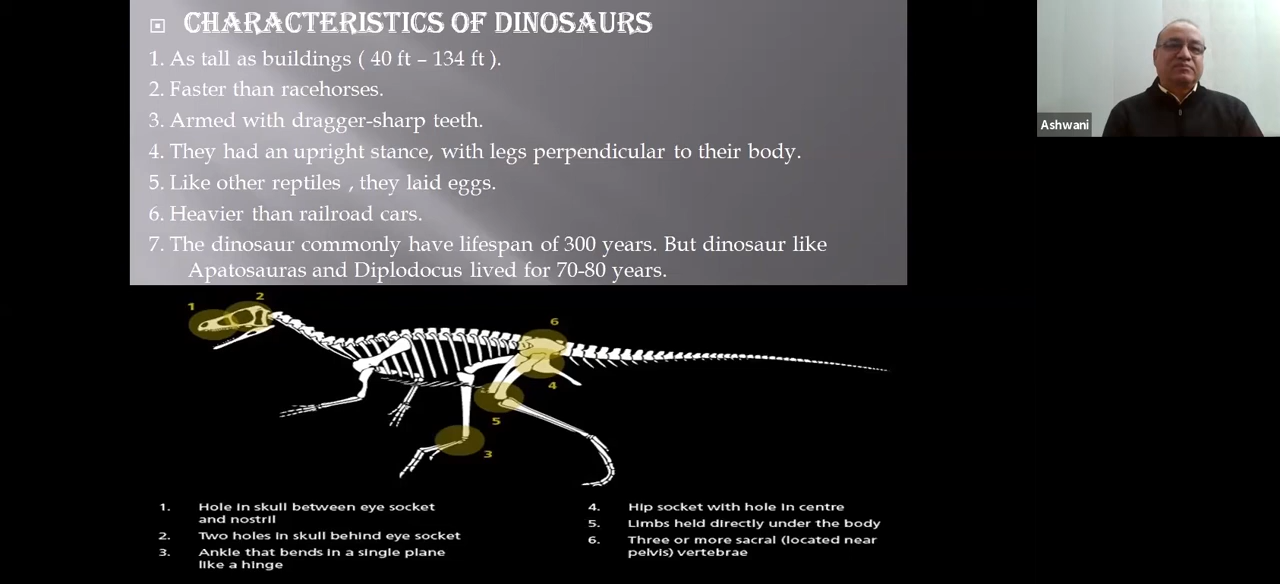 CHARACTERISTICS OF DINOSAURS
1. As tall as buildings ( 40 ft – 134 ft ).
2. Faster than racehorses.
3. Armed with dragger-sharp teeth.
4. They had an upright stance, with legs perpendicular to their body.
5. Like other reptiles , they laid eggs.
6. Heavier than railroad cars.
7. The dinosaur commonly have lifespan of 300 years. But dinosaur like
Apatosauras and Diplodocus lived for 70-80 years.
Ashwani
1
2
6
4
5
3
1. Hole in skull between eye socket
and nostril
2. Two holes in skull behind eye socket
3. Ankle that bends in a single plane
like a hinge
4. Hip socket with hole in centre
5. Limbs held directly under the body
6. Three or more sacral (located near
pelvis) vertebrae